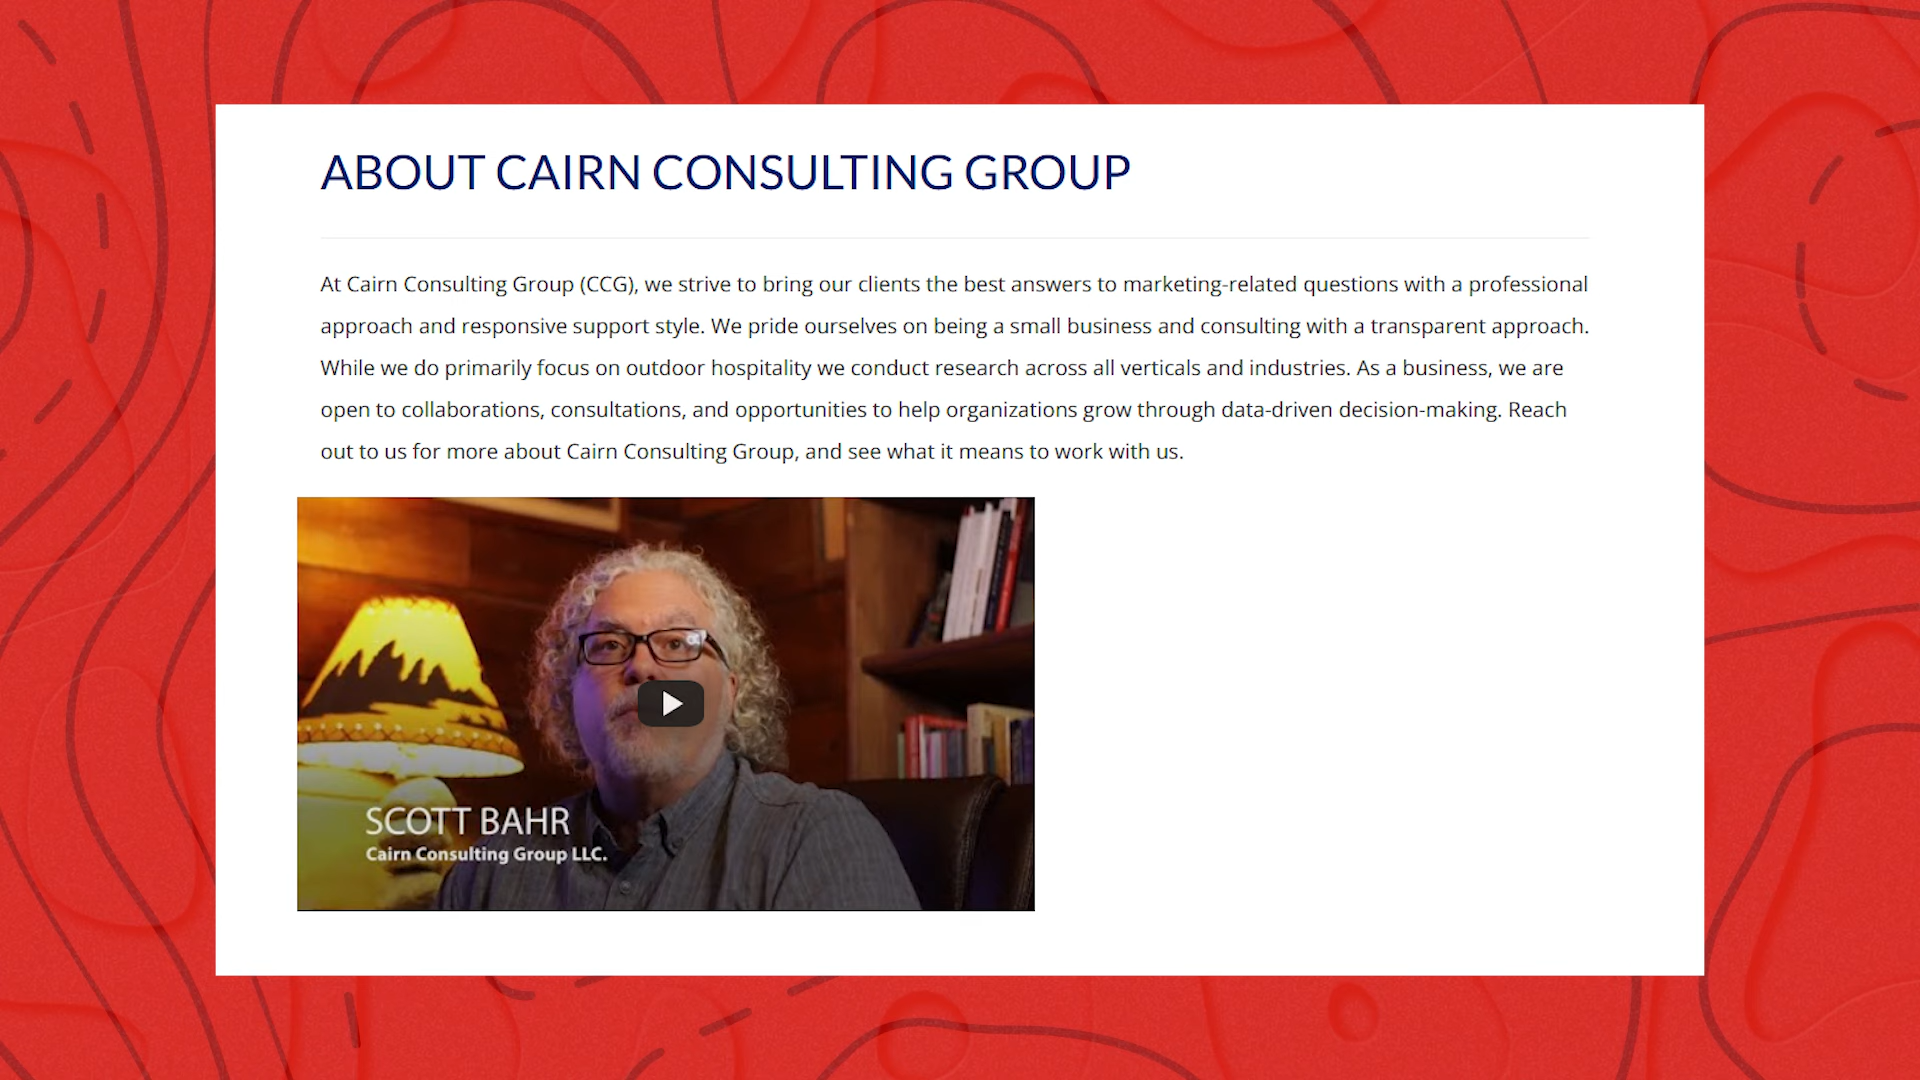 ABOUT CAIRN CONSULTING GROUP
At Cairn Consulting Group (CCG), we strive to bring our clients the best answers to marketing-related questions with a professional
approach and responsive support style. We pride ourselves on being a small business and consulting with a transparent approach.
While we do primarily focus on outdoor hospitality we conduct research across all verticals and industries. As a business, we are
open to collaborations, consultations, and opportunities to help organizations grow through data-driven decision-making. Reach
out to us for more about Cairn Consulting Group, and see what it means to work with us.
SCOTT BAHR
Cairn Consulting Group LLC.